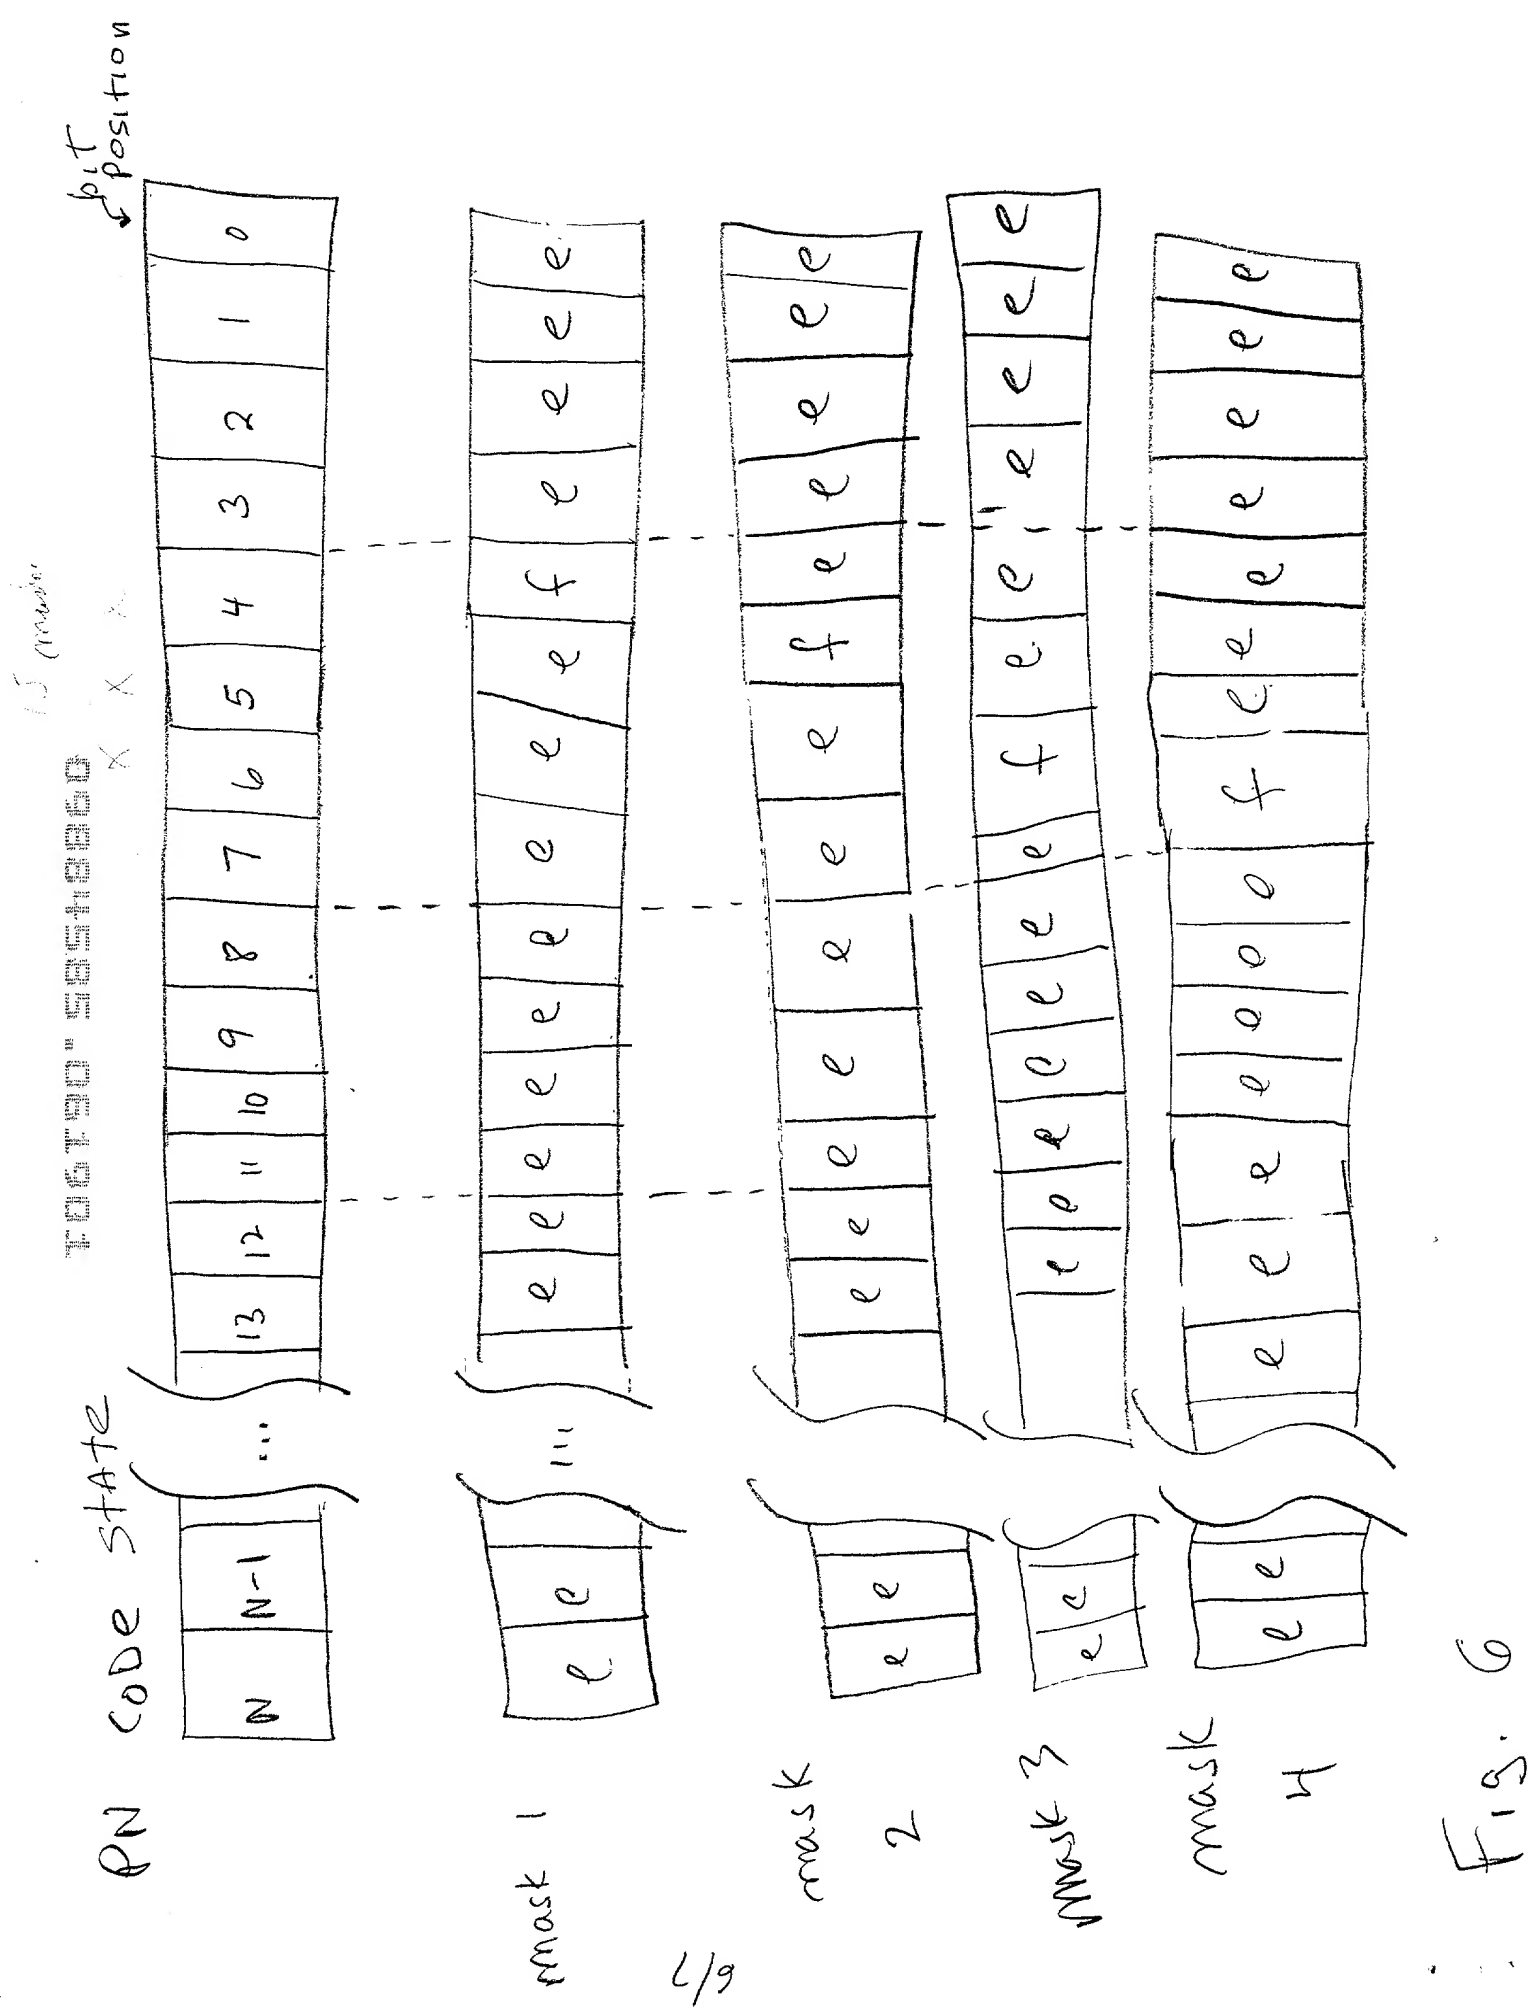 bit
position
PN Code State
N N-1 ... 13 12 11 10 9 8 7 6 5 4 3 2 1 0
mask 1
e e ... e e e e e e e e e f e e e e
mask
2
e e e e e e e e e f e e e e e
mask 3
e e e e e e e e e f e e e e e e
mask
4
e e e e e e e e e f e e e e e e e
Fig. 6
6/7
X X X